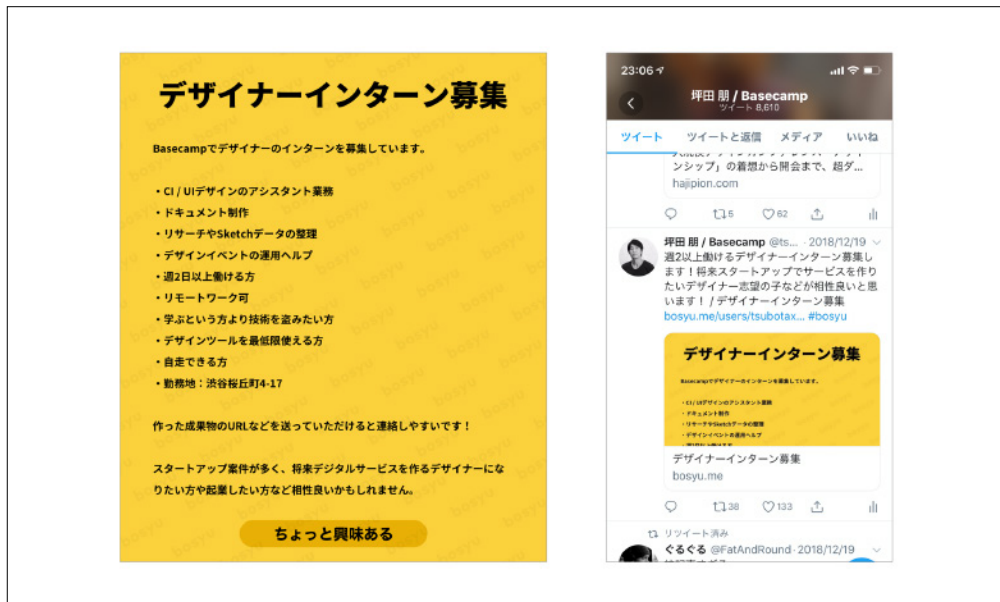 デザイナーインターン募集
Basecampでデザイナーのインターンを募集しています。
・CI / UIデザインのアシスタント業務
・ドキュメント制作
・リサーチやSketchデータの整理
・デザインイベントの運用ヘルプ
・週2日以上働ける方
・リモートワーク可
・学ぶという方より技術を盗みたい方
・デザインツールを最低限使える方
・自走できる方
・勤務地：渋谷桜丘町4-17
作った成果物のURLなどを送っていただけると連絡しやすいです！
スタートアップ案件が多く、将来デジタルサービスを作るデザイナーにな
りたい方や起業したい方など相性良いかもしれません。
ちょっと興味ある
23:06
坪田 朋 / Basecamp
ツイート 8,610
ツイート ツイートと返信 メディア いいね
ンシップ」の着想から開会まで、超ダ...
hajipion.com
5 62
坪田 朋 / Basecamp @ts... · 2018/12/19
週2以上働けるデザイナーインターン募集し
ます！将来スタートアップでサービスを作り
たいデザイナー志望の子などが相性良いと思
います！ / デザイナーインターン募集
bosyu.me/users/tsubotax... #bosyu
デザイナーインターン募集
Basecampでデザイナーのインターンを募集しています。
・CI / UIデザインのアシスタント業務
・ドキュメント制作
・リサーチやSketchデータの整理
・デザインイベントの運用ヘルプ
デザイナーインターン募集
bosyu.me
38 133
リツイート済み
ぐるぐる @FatAndRound · 2018/12/19